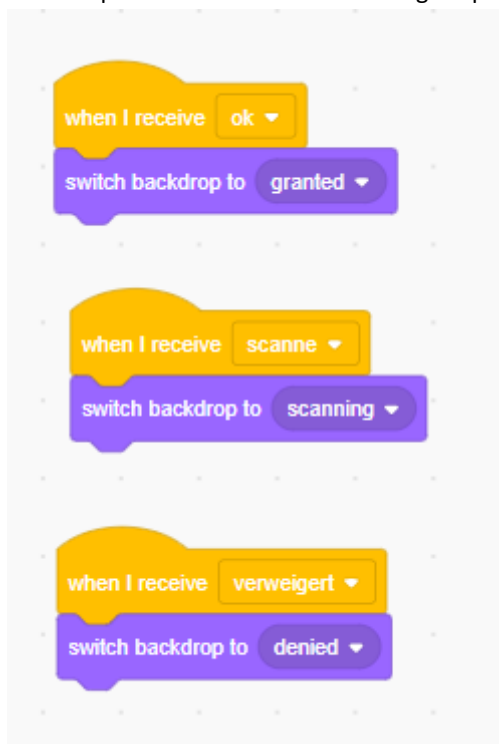 when I receive ok
switch backdrop to granted
when I receive scanne
switch backdrop to scanning
when I receive verweigert
switch backdrop to denied